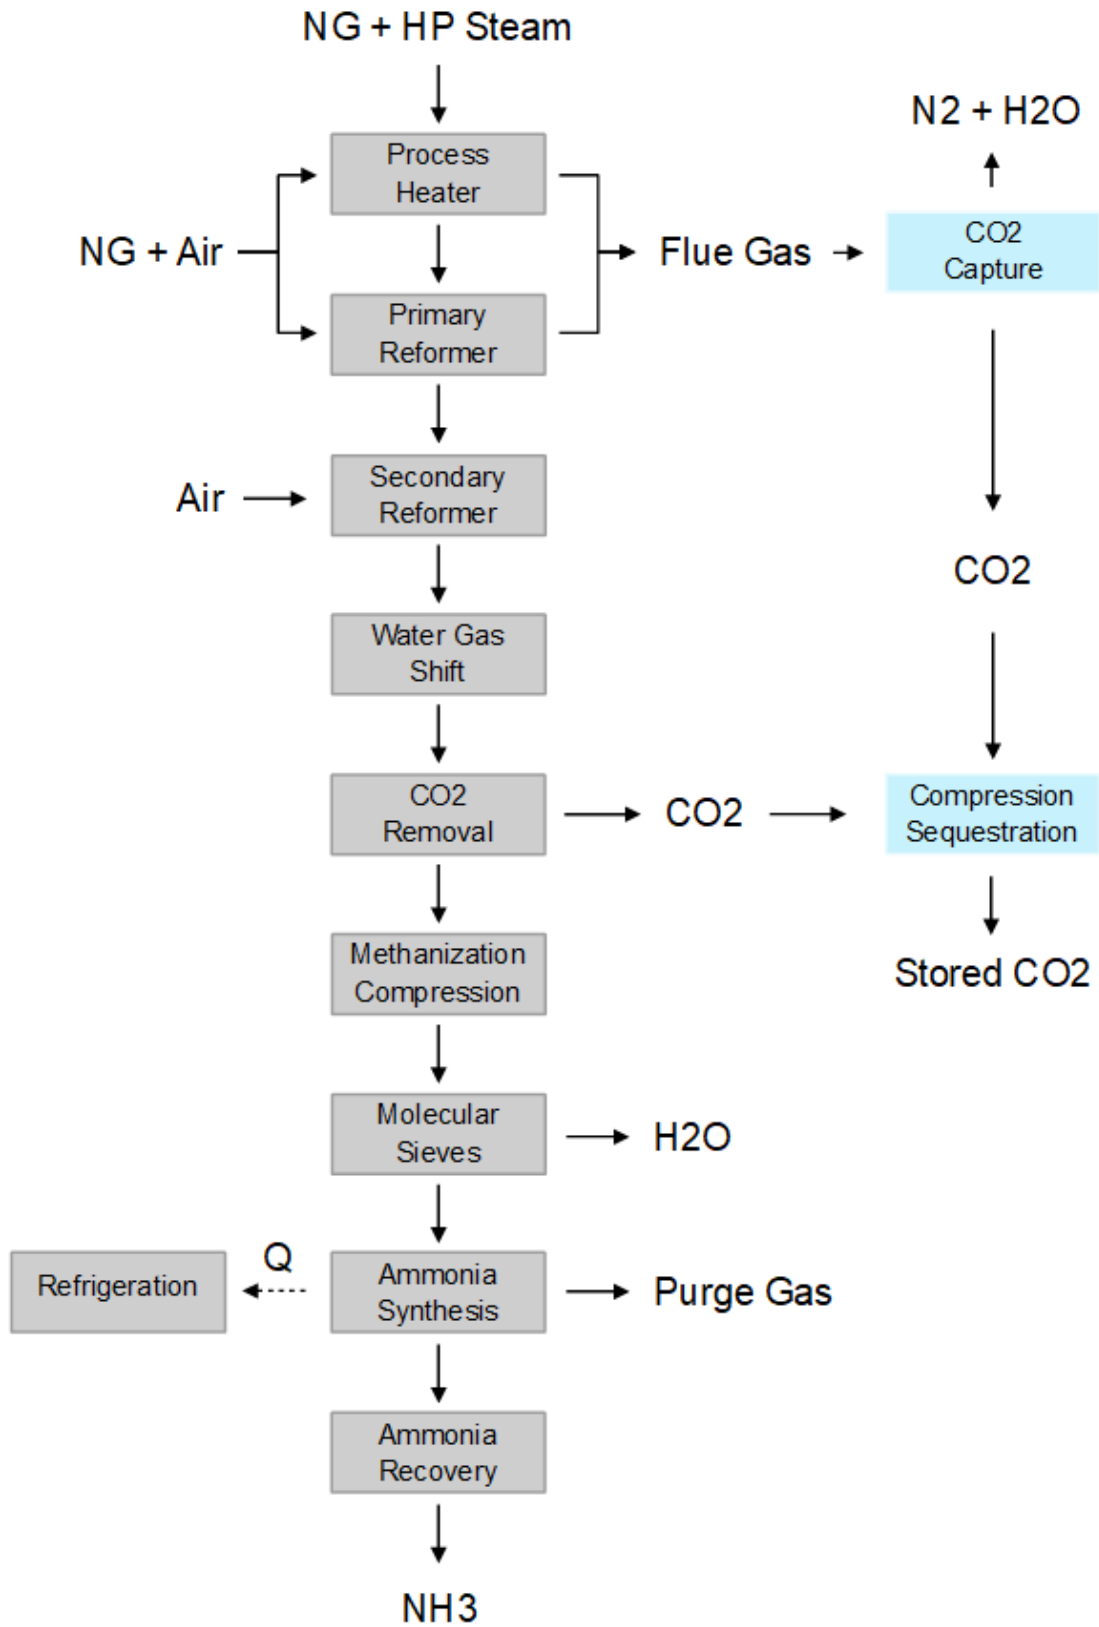 NG + HP Steam
N2 + H2O
Process
Heater
NG + Air
Flue Gas
CO2
Capture
Primary
Reformer
Air
Secondary
Reformer
CO2
Water Gas
Shift
CO2
Removal
CO2
Compression
Sequestration
Methanization
Compression
Stored CO2
Molecular
Sieves
H2O
Refrigeration
Q
Ammonia
Synthesis
Purge Gas
Ammonia
Recovery
NH3